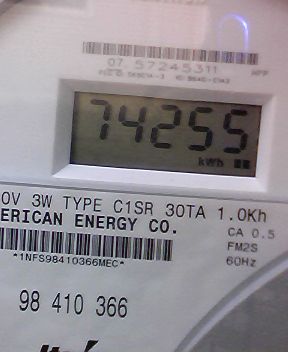 07 57245311
74255
kWh
0V 3W TYPE C1SR 30TA 1.0Kh
ERICAN ENERGY CO.
CA 0.5
FM2S
60Hz
*1NFS98410366MEC*
98 410 366